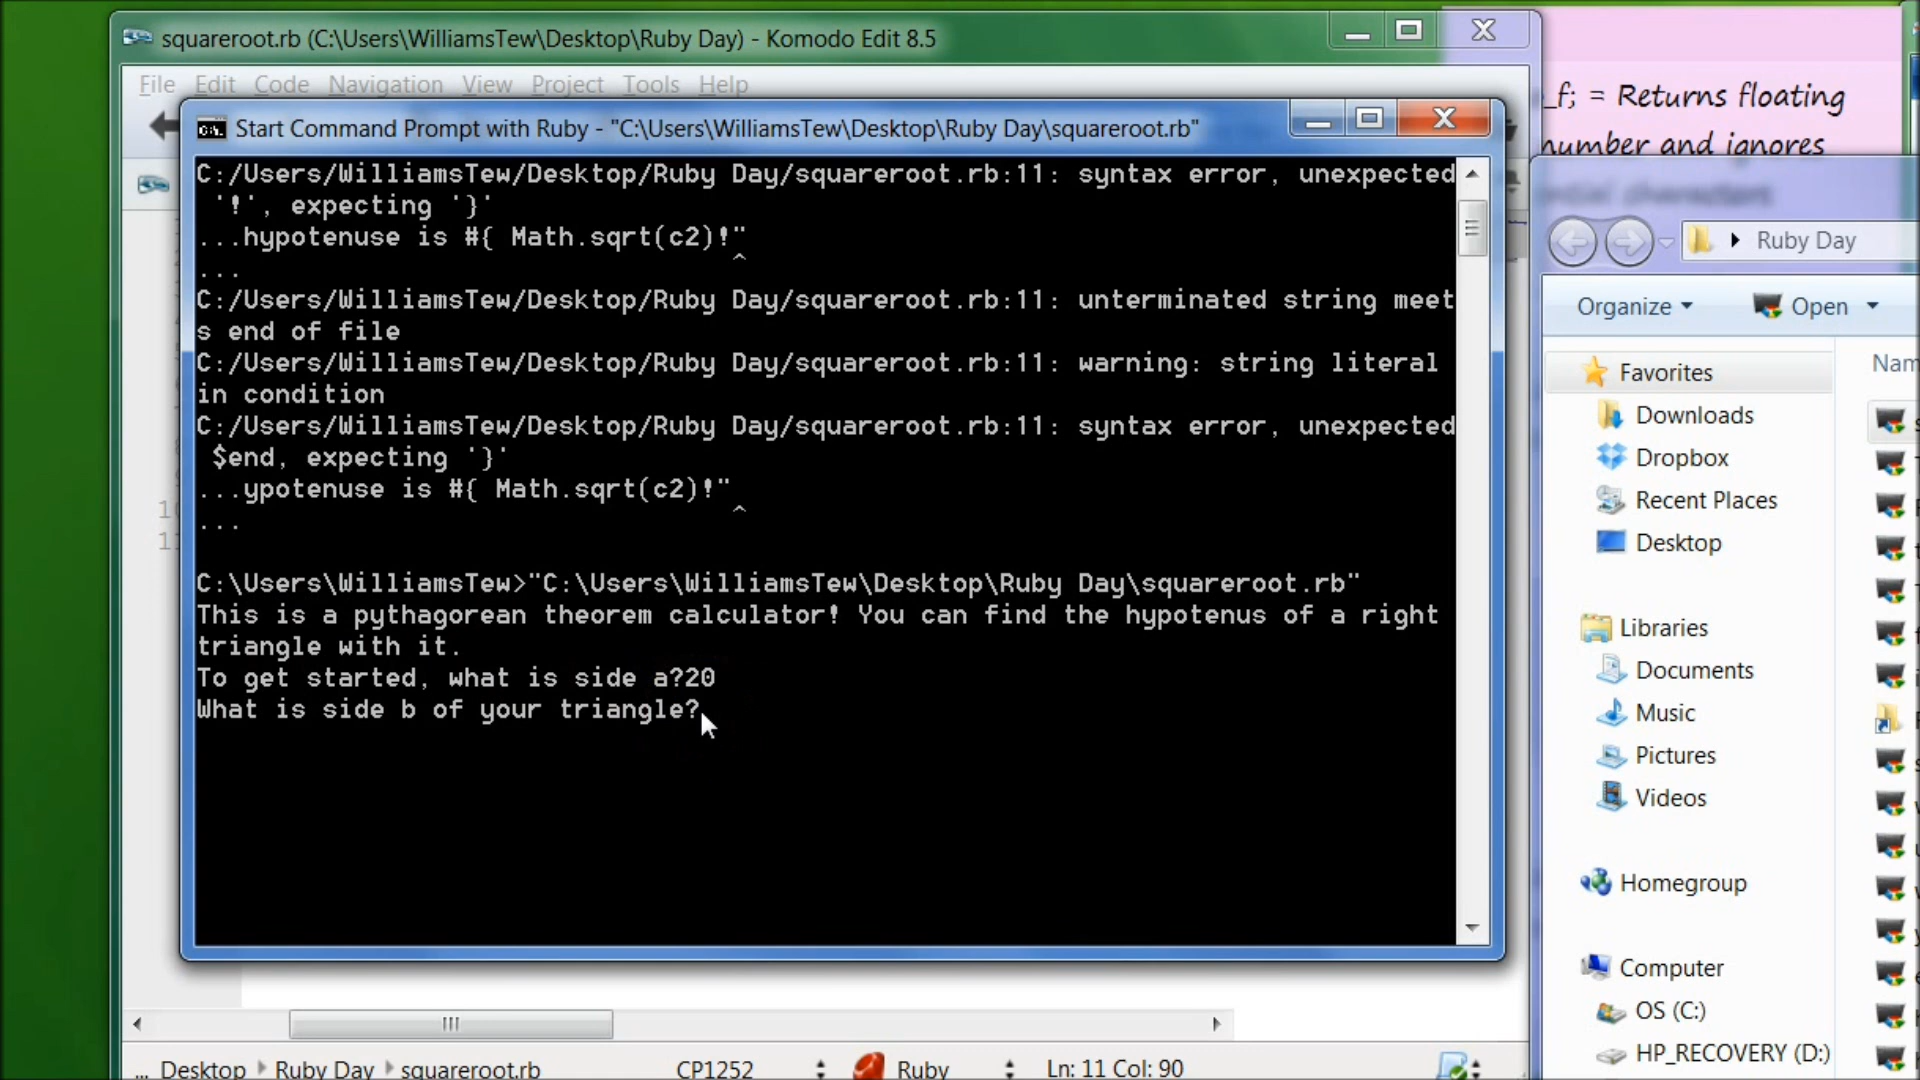 squareroot.rb (C:\Users\WilliamsTew\Desktop\Ruby Day) - Komodo Edit 8.5
File Edit Code Navigation View Project Tools Help
_f; = Returns floating
number and ignores
characters
Start Command Prompt with Ruby - "C:\Users\WilliamsTew\Desktop\Ruby Day\squareroot.rb"
C:/Users/WilliamsTew/Desktop/Ruby Day/squareroot.rb:11: syntax error, unexpected
'!', expecting '}'
...hypotenuse is #{ Math.sqrt(c2)!"
^
...
C:/Users/WilliamsTew/Desktop/Ruby Day/squareroot.rb:11: unterminated string meet
s end of file
C:/Users/WilliamsTew/Desktop/Ruby Day/squareroot.rb:11: warning: string literal
in condition
C:/Users/WilliamsTew/Desktop/Ruby Day/squareroot.rb:11: syntax error, unexpected
$end, expecting '}'
...ypotenuse is #{ Math.sqrt(c2)!"
^
...
C:\Users\WilliamsTew>"C:\Users\WilliamsTew\Desktop\Ruby Day\squareroot.rb"
This is a pythagorean theorem calculator! You can find the hypotenus of a right
triangle with it.
To get started, what is side a?20
What is side b of your triangle?
Ruby Day
Organize Open
Nam
Favorites
Downloads
Dropbox
Recent Places
Desktop
Libraries
Documents
Music
Pictures
Videos
Homegroup
Computer
OS (C:)
HP_RECOVERY (D:)
... Desktop Ruby Day squareroot.rb CP1252 Ruby Ln: 11 Col: 90